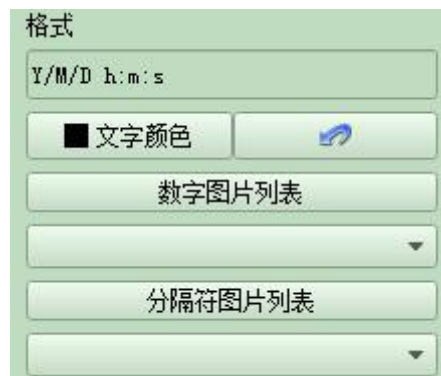 格式
Y/M/D h:m:s
文字颜色
数字图片列表
分隔符图片列表